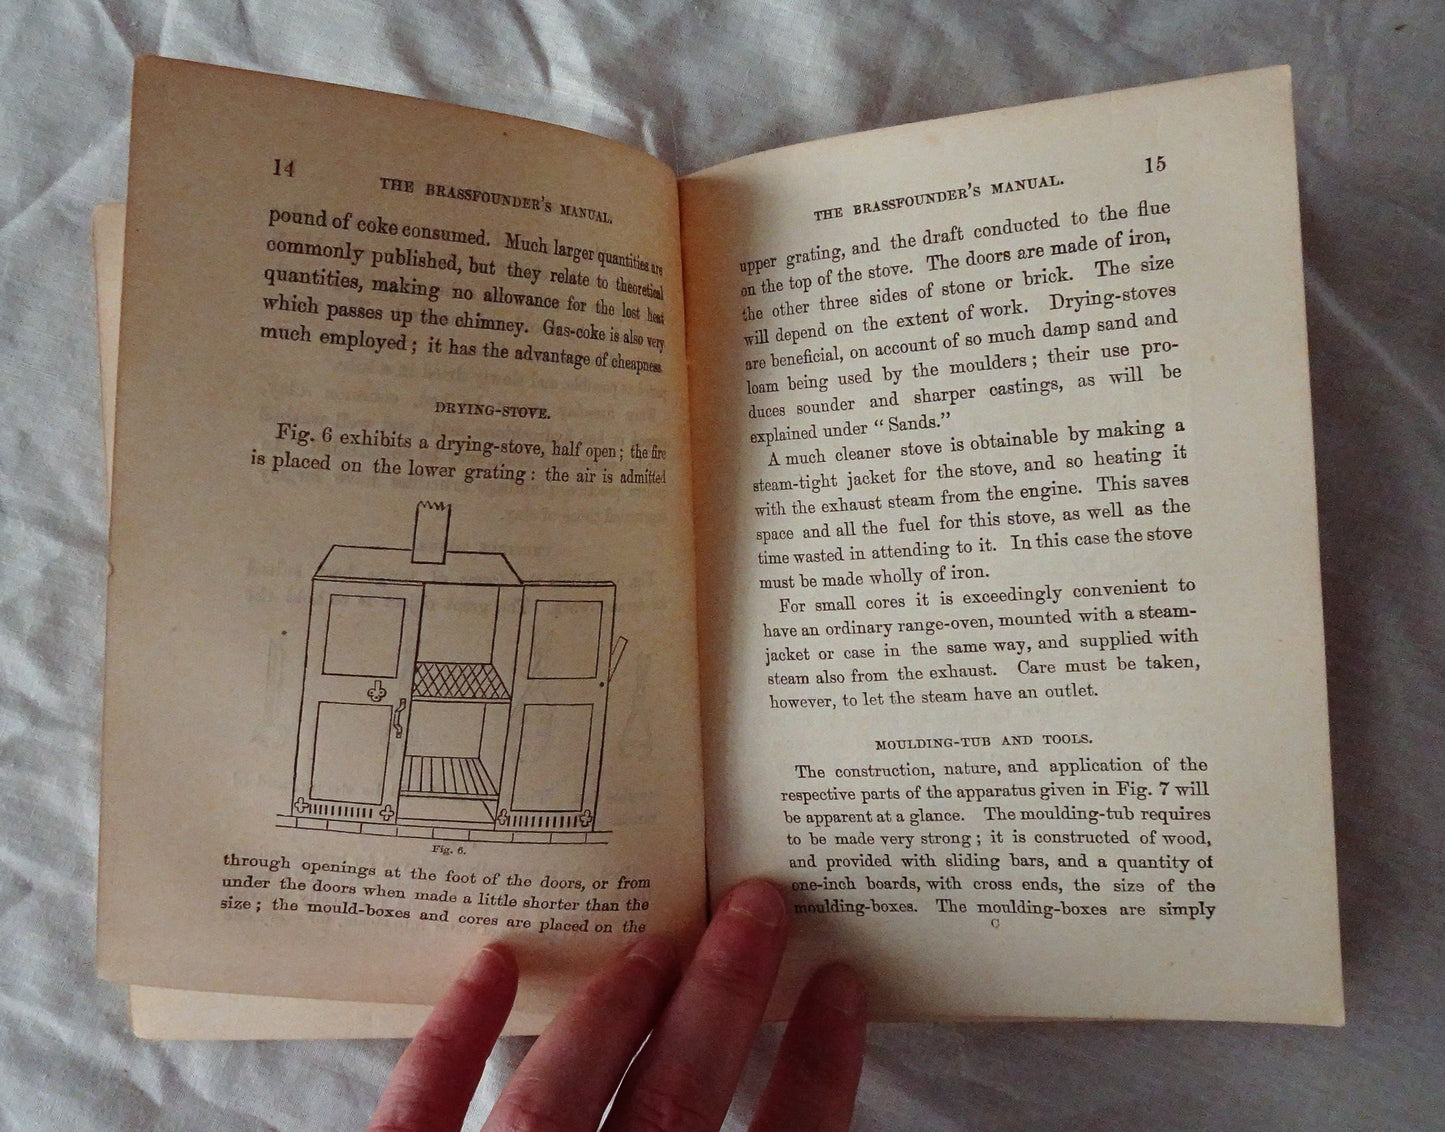 14
THE BRASSFOUNDER'S MANUAL.
pound of coke consumed. Much larger quantities are
commonly published, but they relate to theoretical
quantities, making no allowance for the lost heat
which passes up the chimney. Gas-coke is also very
much employed; it has the advantage of cheapness.
DRYING-STOVE.
Fig. 6 exhibits a drying-stove, half open; the fire
is placed on the lower grating: the air is admitted
Fig. 6.
through openings at the foot of the doors, or from
under the doors when made a little shorter than the
size; the mould-boxes and cores are placed on the
15
THE BRASSFOUNDER'S MANUAL.
upper grating, and the draft conducted to the flue
on the top of the stove. The doors are made of iron,
the other three sides of stone or brick. The size
will depend on the extent of work. Drying-stoves
are beneficial, on account of so much damp sand and
loam being used by the moulders; their use pro-
duces sounder and sharper castings, as will be
explained under “Sands.”
A much cleaner stove is obtainable by making a
steam-tight jacket for the stove, and so heating it
with the exhaust steam from the engine. This saves
space and all the fuel for this stove, as well as the
time wasted in attending to it. In this case the stove
must be made wholly of iron.
For small cores it is exceedingly convenient to
have an ordinary range-oven, mounted with a steam-
jacket or case in the same way, and supplied with
steam also from the exhaust. Care must be taken,
however, to let the steam have an outlet.
MOULDING-TUB AND TOOLS.
The construction, nature, and application of the
respective parts of the apparatus given in Fig. 7 will
be apparent at a glance. The moulding-tub requires
to be made very strong; it is constructed of wood,
and provided with sliding bars, and a quantity of
one-inch boards, with cross ends, the size of the
moulding-boxes. The moulding-boxes are simply
C